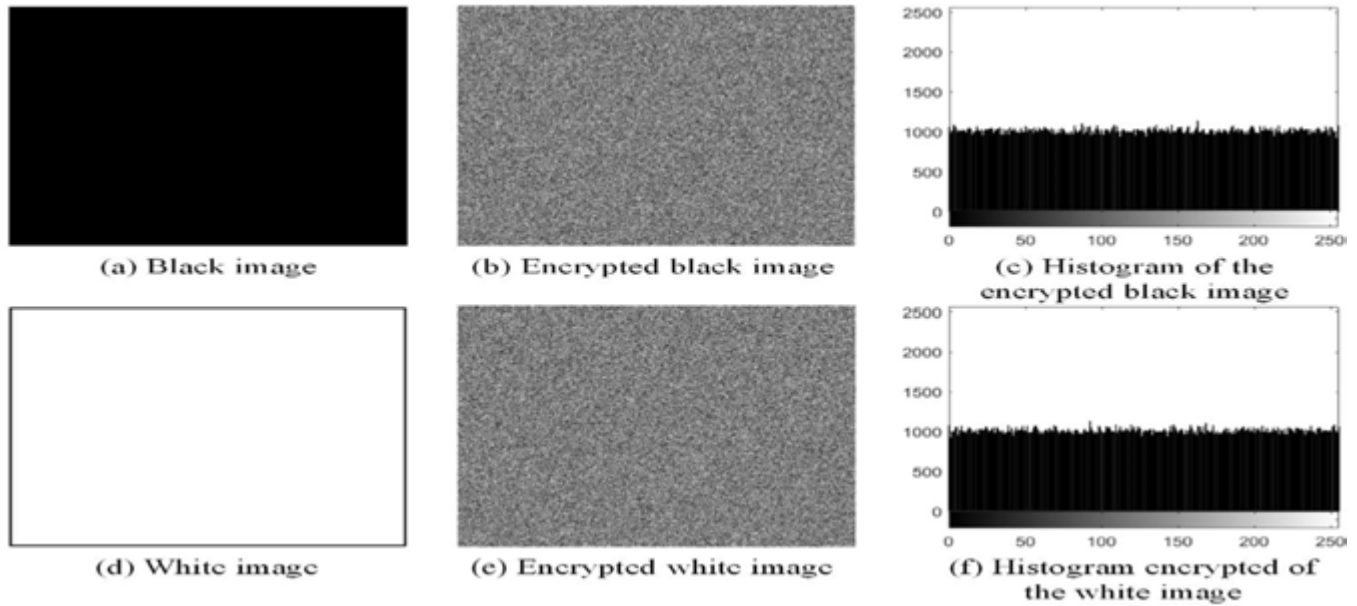 2500
2000
1500
1000
500
0
0 50 100 150 200 250
(a) Black image
(b) Encrypted black image
(c) Histogram of the
encrypted black image
2500
2000
1500
1000
500
0
0 50 100 150 200 250
(d) White image
(e) Encrypted white image
(f) Histogram encrypted of
the white image